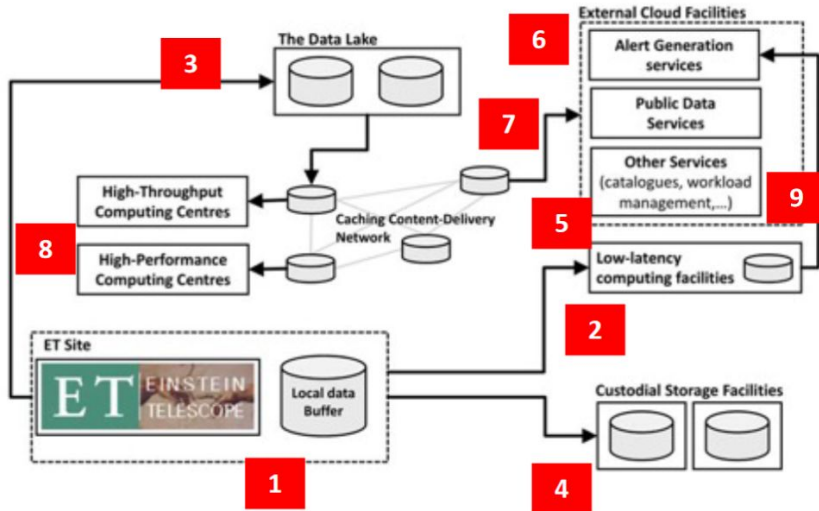 External Cloud Facilities
6
The Data Lake
3
Alert Generation
services
7
Public Data
Services
High-Throughput
Computing Centres
Caching Content-Delivery
Network
Other Services
(catalogues, workload
management,...)
9
5
8
High-Performance
Computing Centres
Low-latency
computing facilities
2
ET Site
ET
EINSTEIN
TELESCOPE
Local data
Buffer
Custodial Storage Facilities
1
4